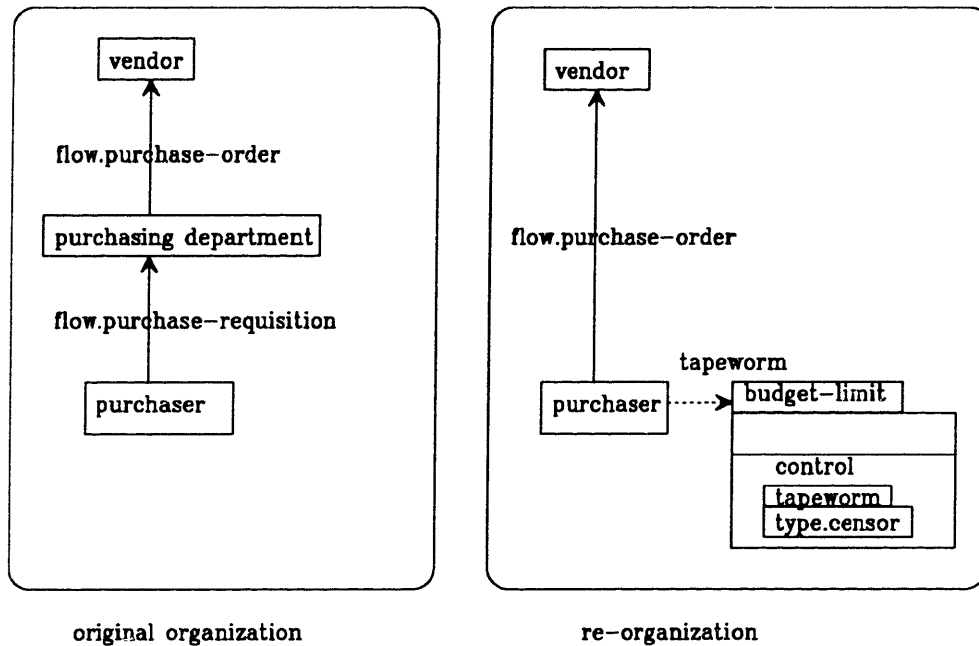 vendor
flow.purchase-order
purchasing department
flow.purchase-requisition
purchaser
original organization
vendor
flow.purchase-order
tapeworm
purchaser
budget-limit
control
tapeworm
type.censor
re-organization